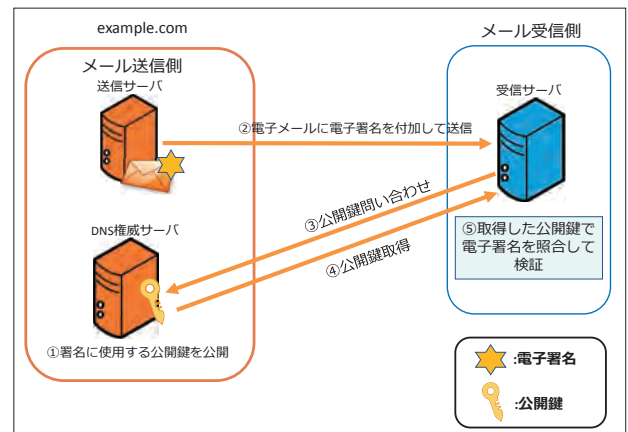 example.com
メール受信側
メール送信側
送信サーバ
受信サーバ
②電子メールに電子署名を付加して送信
③公開鍵問い合わせ
DNS権威サーバ
④公開鍵取得
⑤取得した公開鍵で
電子署名を照合して
検証
①署名に使用する公開鍵を公開
:電子署名
:公開鍵